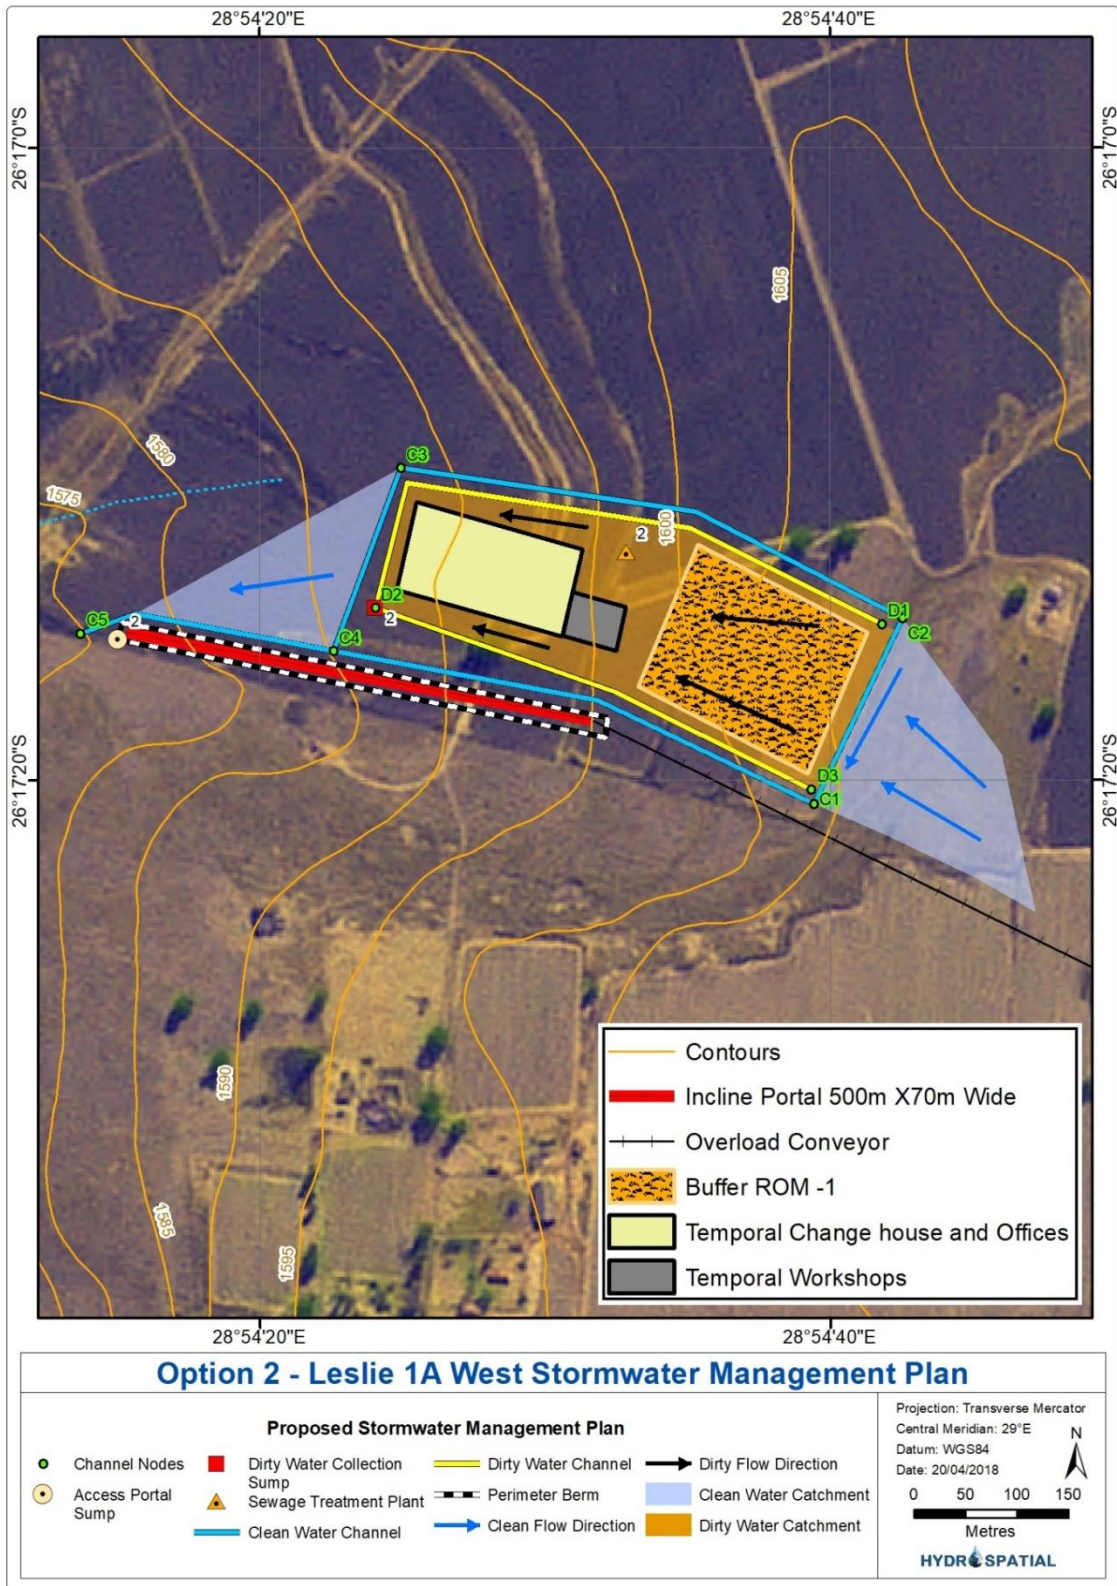 28°54'20"E
28°54'40"E
26°17'0"S
26°17'0"S
1605
1580
1575
C3
2
1600
D1
C2
D2
2
C5
2
C4
26°17'20"S
26°17'20"S
D3
C1
1590
1585
1595
Contours
Incline Portal 500m X70m Wide
Overload Conveyor
Buffer ROM -1
Temporal Change house and Offices
Temporal Workshops
28°54'20"E
28°54'40"E
Option 2 - Leslie 1A West Stormwater Management Plan
Proposed Stormwater Management Plan
Channel Nodes
Access Portal
Sump
Dirty Water Collection
Sump
Sewage Treatment Plant
Clean Water Channel
Dirty Water Channel
Perimeter Berm
Clean Flow Direction
Dirty Flow Direction
Clean Water Catchment
Dirty Water Catchment
Projection: Transverse Mercator
Central Meridian: 29°E
Datum: WGS84
Date: 20/04/2018
N
0 50 100 150
Metres
HYDROSPATIAL